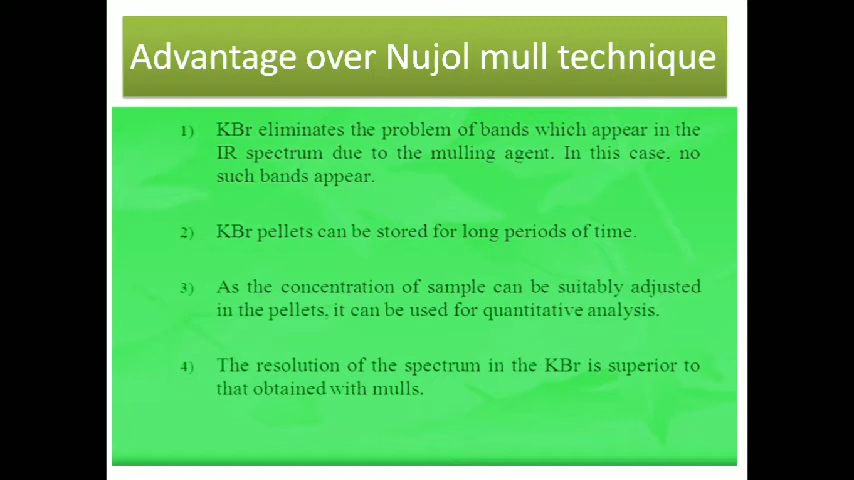 Advantage over Nujol mull technique
1) KBr eliminates the problem of bands which appear in the
IR spectrum due to the mulling agent. In this case, no
such bands appear.
2) KBr pellets can be stored for long periods of time.
3) As the concentration of sample can be suitably adjusted
in the pellets, it can be used for quantitative analysis.
4) The resolution of the spectrum in the KBr is superior to
that obtained with mulls.